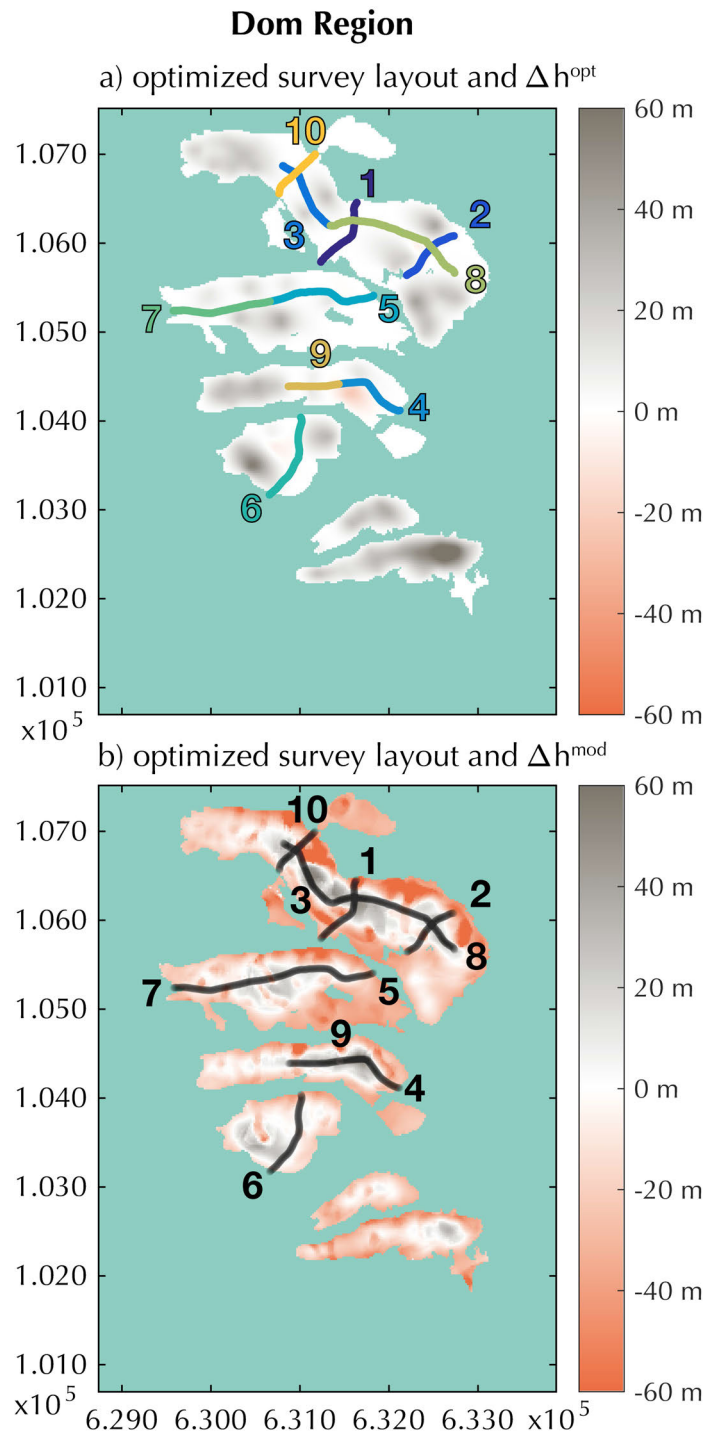 Dom Region
a) optimized survey layout and Δh^opt
60 m
10
1.070
1
2
40 m
3
1.060
8
20 m
5
7
1.050
9
0 m
4
1.040
-20 m
6
1.030
-40 m
1.020
1.010
-60 m
x10^5
b) optimized survey layout and Δh^mod
60 m
10
1.070
1
2
40 m
3
1.060
8
20 m
5
7
1.050
9
0 m
4
1.040
-20 m
6
1.030
-40 m
1.020
1.010
-60 m
x10^5
6.290 6.300 6.310 6.320 6.330 x10^5